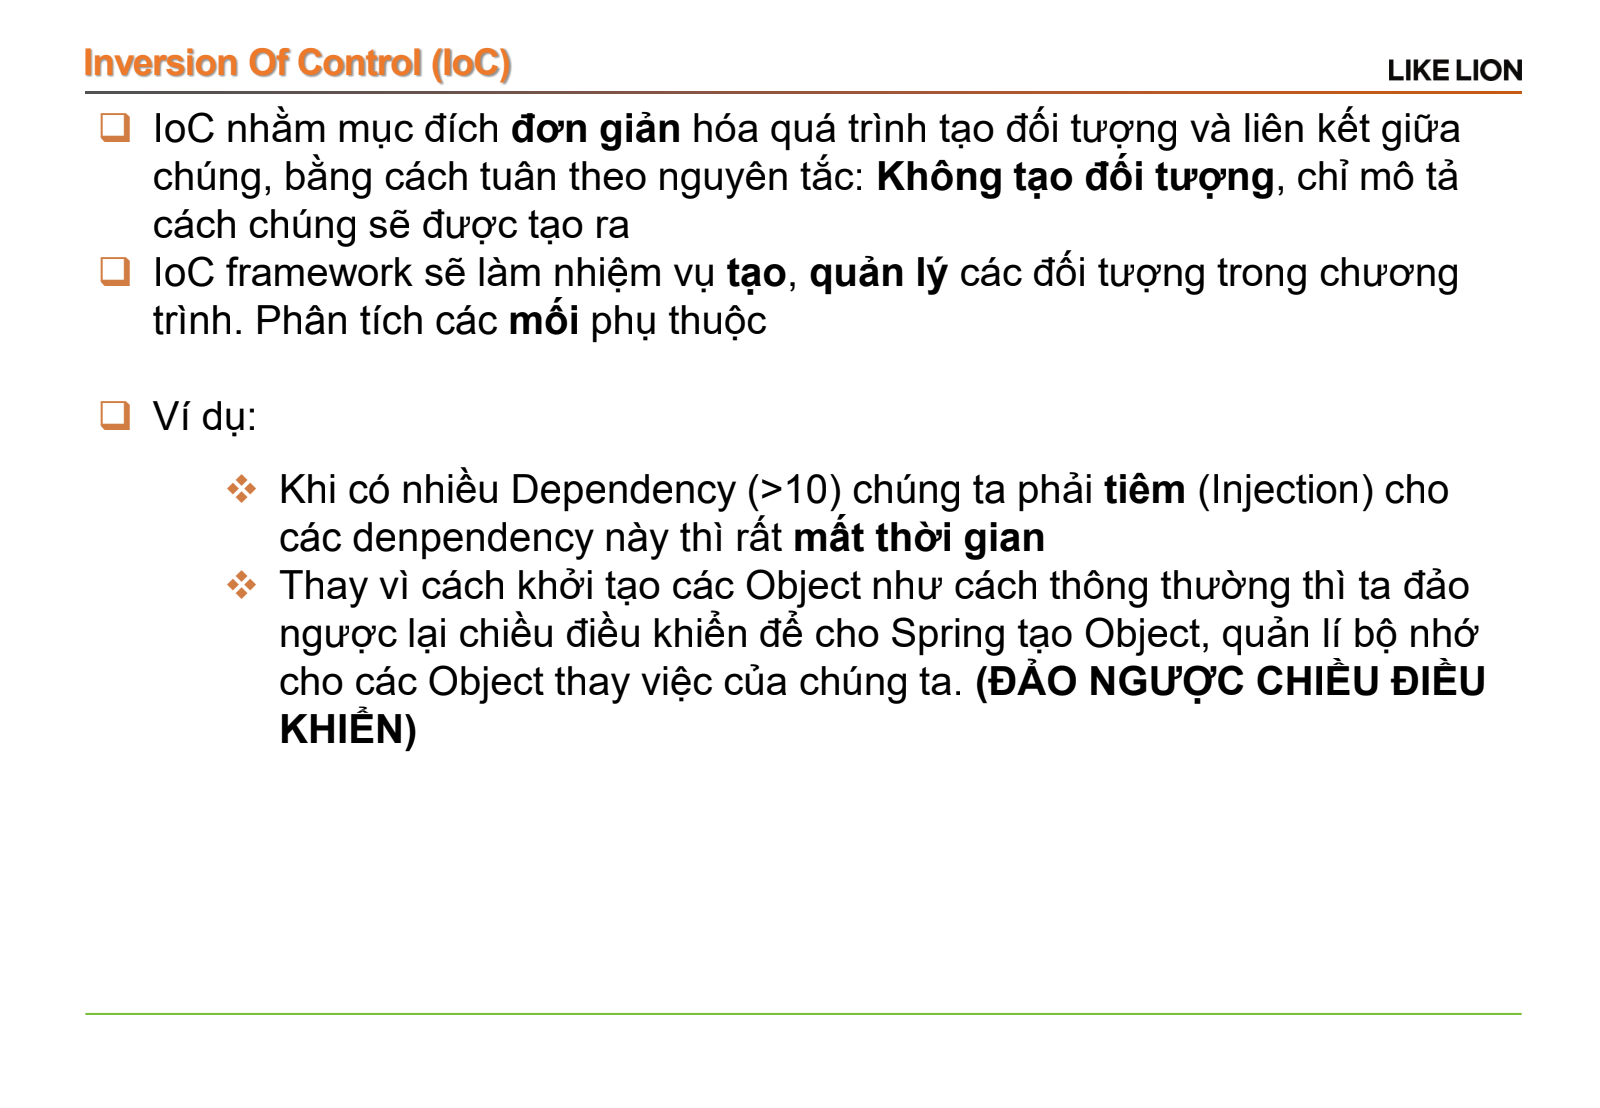 Inversion Of Control (IoC)
LIKE LION
IoC nhằm mục đích đơn giản hóa quá trình tạo đối tượng và liên kết giữa
chúng, bằng cách tuân theo nguyên tắc: Không tạo đối tượng, chỉ mô tả
cách chúng sẽ được tạo ra
IoC framework sẽ làm nhiệm vụ tạo, quản lý các đối tượng trong chương
trình. Phân tích các mối phụ thuộc
Ví dụ:
Khi có nhiều Dependency (>10) chúng ta phải tiêm (Injection) cho
các denpendency này thì rất mất thời gian
Thay vì cách khởi tạo các Object như cách thông thường thì ta đảo
ngược lại chiều điều khiển để cho Spring tạo Object, quản lí bộ nhớ
cho các Object thay việc của chúng ta. (ĐẢO NGƯỢC CHIỀU ĐIỀU
KHIỂN)